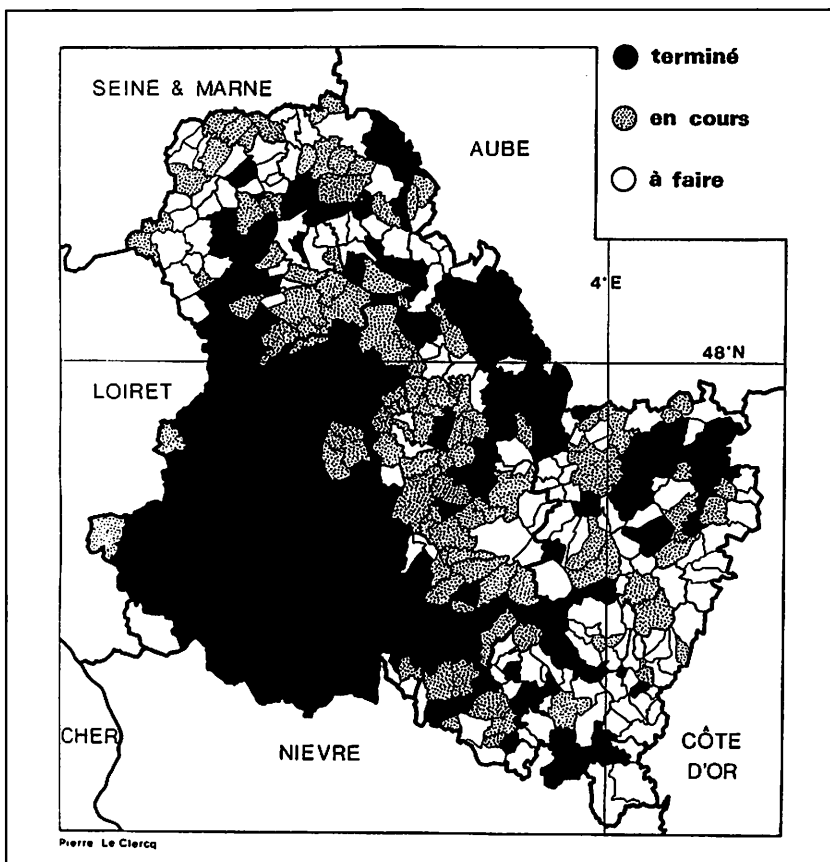 SEINE & MARNE
terminé
en cours
AUBE
à faire
4°E
48°N
LOIRET
CHER
NIEVRE
CÔTE
D'OR
Pierre Le Clercq